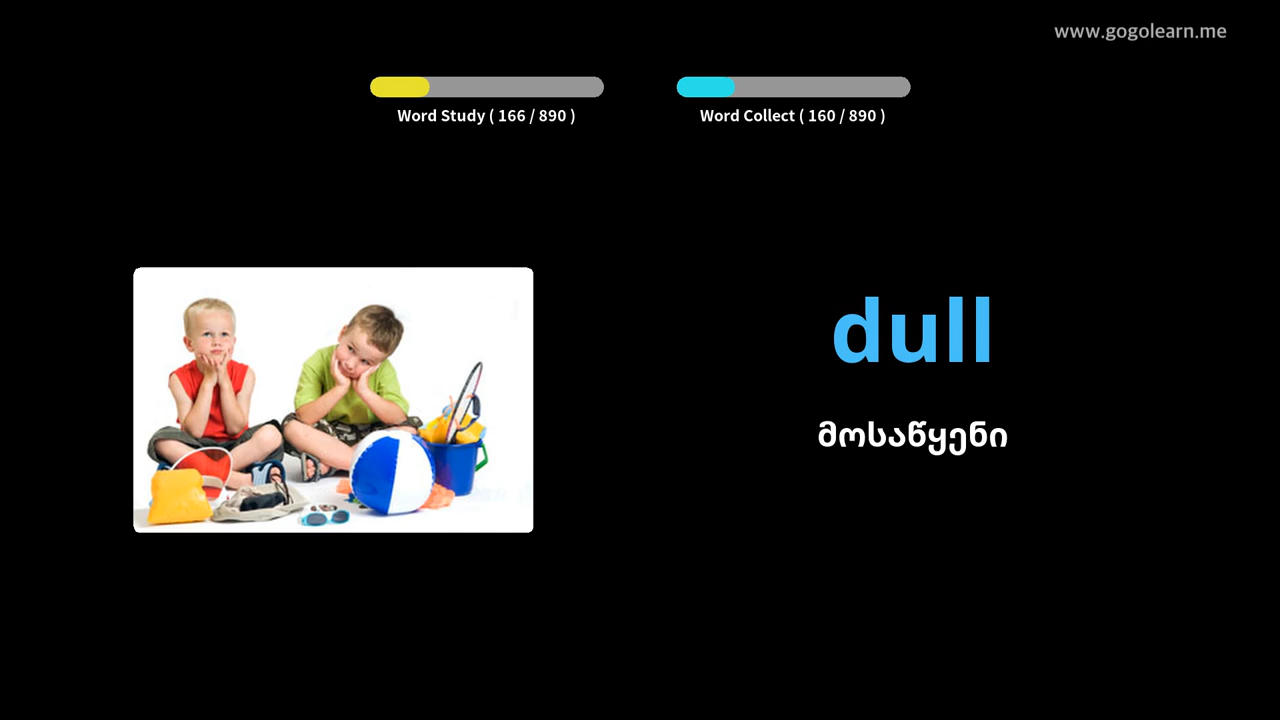 www.gogolearn.me
Word Study ( 166 / 890 )
Word Collect ( 160 / 890 )
dull
მოსაწყენი